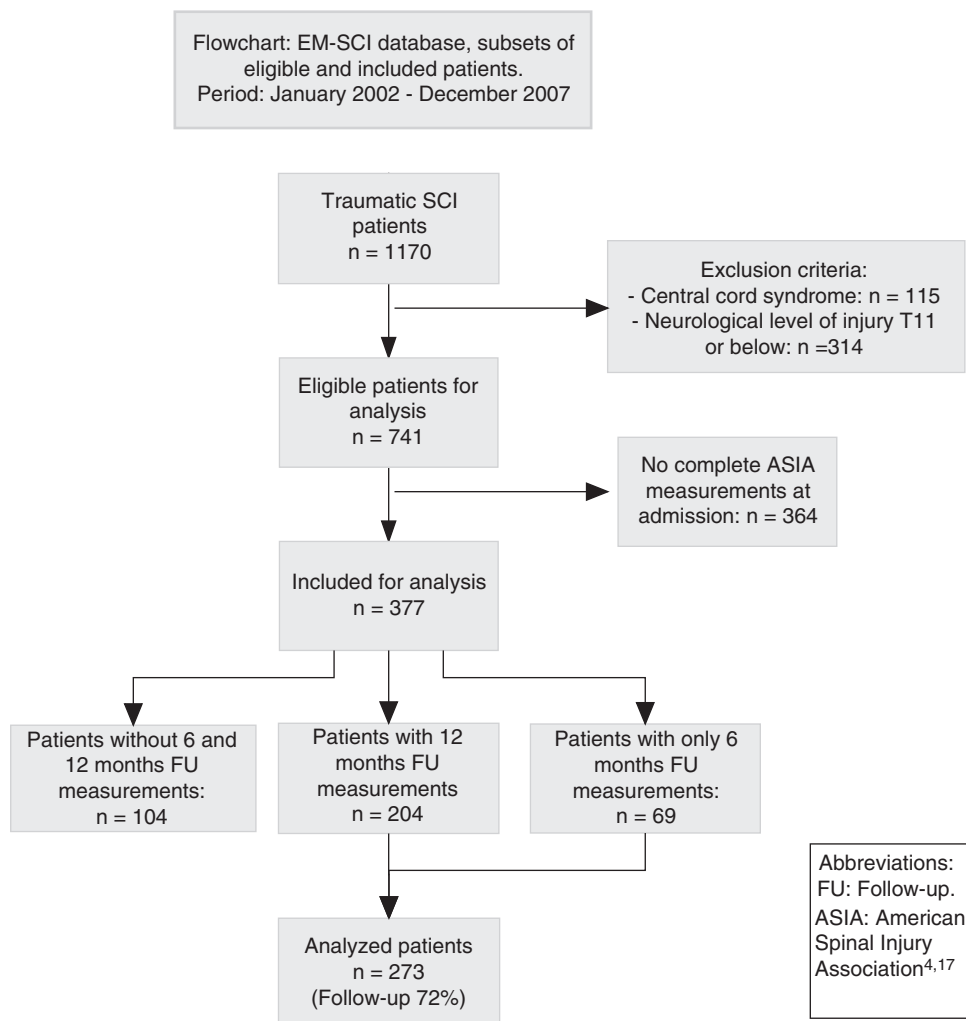 Flowchart: EM-SCI database, subsets of
eligible and included patients.
Period: January 2002 - December 2007
Traumatic SCI
patients
n = 1170
Exclusion criteria:
- Central cord syndrome: n = 115
- Neurological level of injury T11
or below: n =314
Eligible patients for
analysis
n = 741
No complete ASIA
measurements at
admission: n = 364
Included for analysis
n = 377
Patients without 6 and
12 months FU
measurements:
n = 104
Patients with 12
months FU
measurements
n = 204
Patients with only 6
months FU
measurements:
n = 69
Analyzed patients
n = 273
(Follow-up 72%)
Abbreviations:
FU: Follow-up.
ASIA: American
Spinal Injury
Association4,17